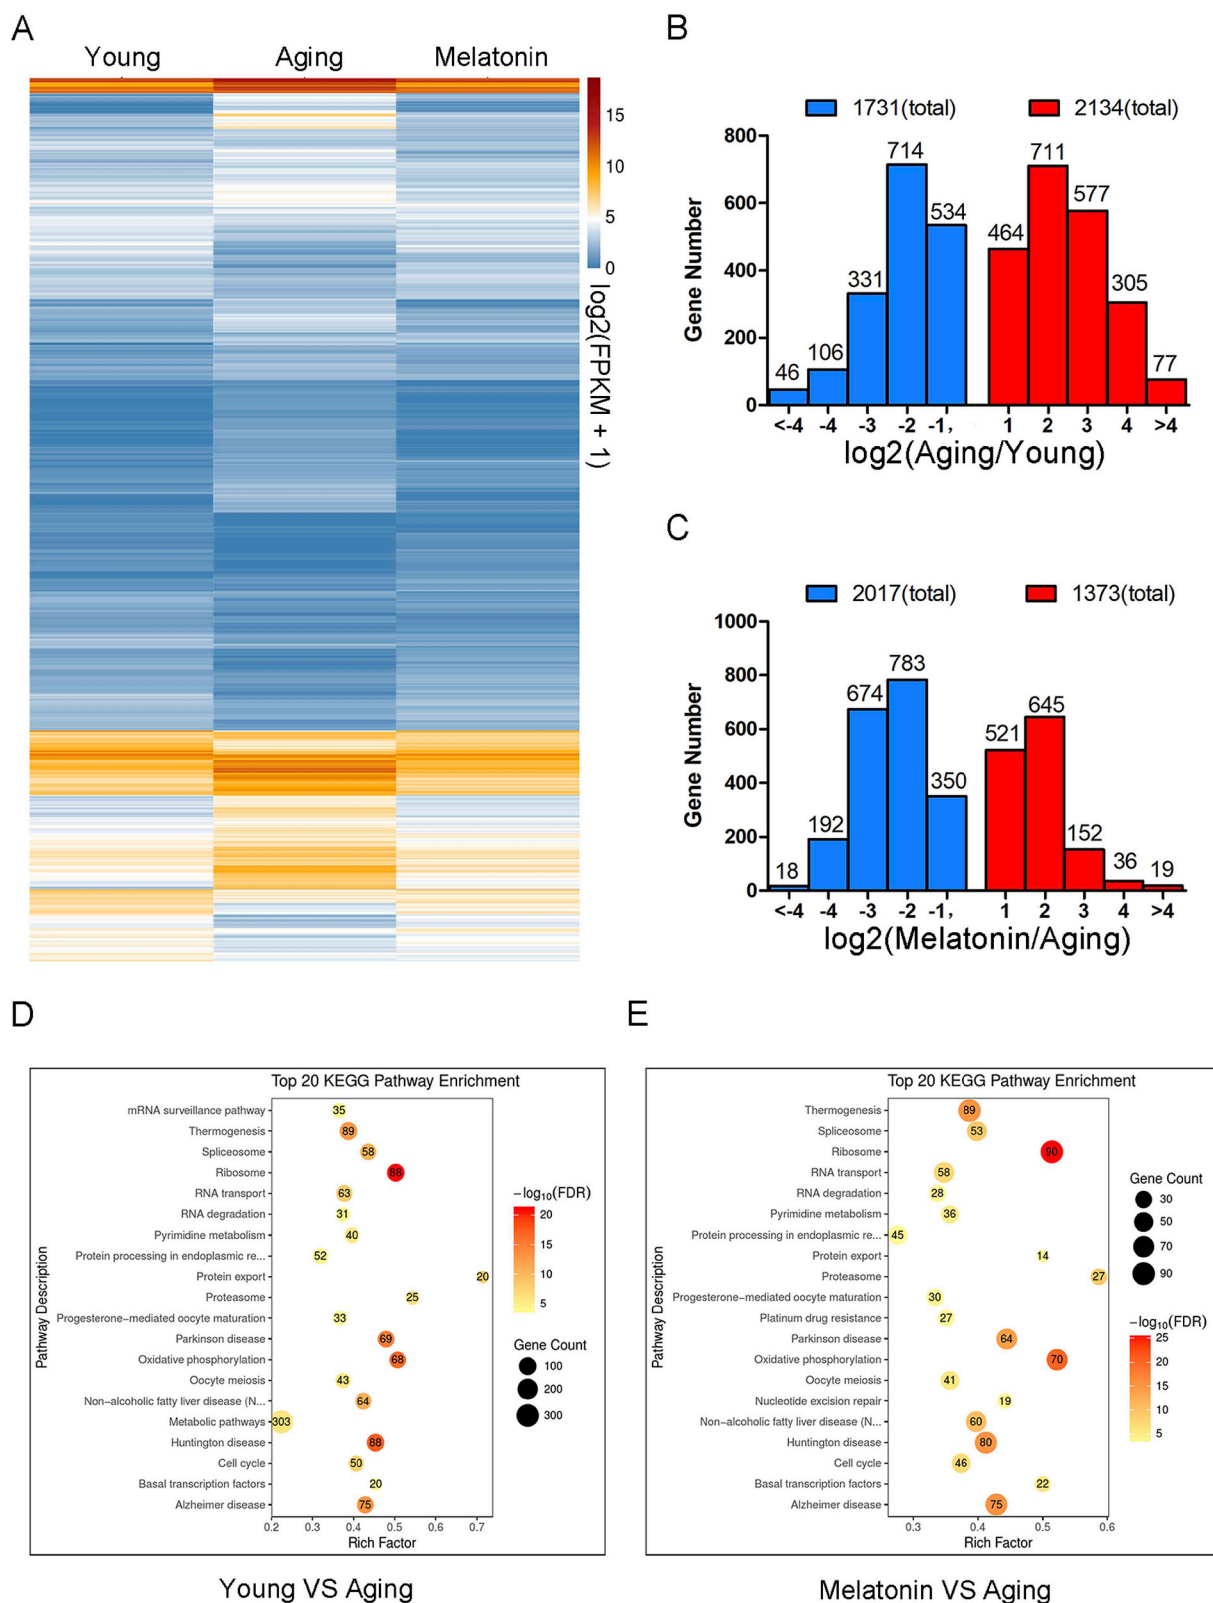 A
Young Aging Melatonin
15
10
5
0
log2(FPKM + 1)
B
1731(total) 2134(total)
Gene Number
800
600
400
200
0
46 106 331 714 534 464 711 577 305 77
<-4 -4 -3 -2 -1, 1 2 3 4 >4
log2(Aging/Young)
C
2017(total) 1373(total)
Gene Number
1000
800
600
400
200
0
18 192 674 783 350 521 645 152 36 19
<-4 -4 -3 -2 -1, 1 2 3 4 >4
log2(Melatonin/Aging)
D
Top 20 KEGG Pathway Enrichment
Pathway Description
mRNA surveillance pathway 35
Thermogenesis 89
Spliceosome 58
Ribosome 88
RNA transport 63
RNA degradation 31
Pyrimidine metabolism 40
Protein processing in endoplasmic re... 52
Protein export 20
Proteasome 25
Progesterone-mediated oocyte maturation 33
Parkinson disease 69
Oxidative phosphorylation 68
Oocyte meiosis 43
Non-alcoholic fatty liver disease (N... 64
Metabolic pathways 303
Huntington disease 88
Cell cycle 50
Basal transcription factors 20
Alzheimer disease 75
0.2 0.3 0.4 0.5 0.6 0.7
Rich Factor
−log10(FDR)
20
15
10
5
Gene Count
100
200
300
Young VS Aging
E
Top 20 KEGG Pathway Enrichment
Pathway Description
Thermogenesis 89
Spliceosome 53
Ribosome 90
RNA transport 58
RNA degradation 28
Pyrimidine metabolism 36
Protein processing in endoplasmic re... 45
Protein export 14
Proteasome 27
Progesterone-mediated oocyte maturation 30
Platinum drug resistance 27
Parkinson disease 64
Oxidative phosphorylation 70
Oocyte meiosis 41
Nucleotide excision repair 19
Non-alcoholic fatty liver disease (N... 60
Huntington disease 80
Cell cycle 46
Basal transcription factors 22
Alzheimer disease 75
0.3 0.4 0.5 0.6
Rich Factor
Gene Count
30
50
70
90
−log10(FDR)
25
20
15
10
5
Melatonin VS Aging